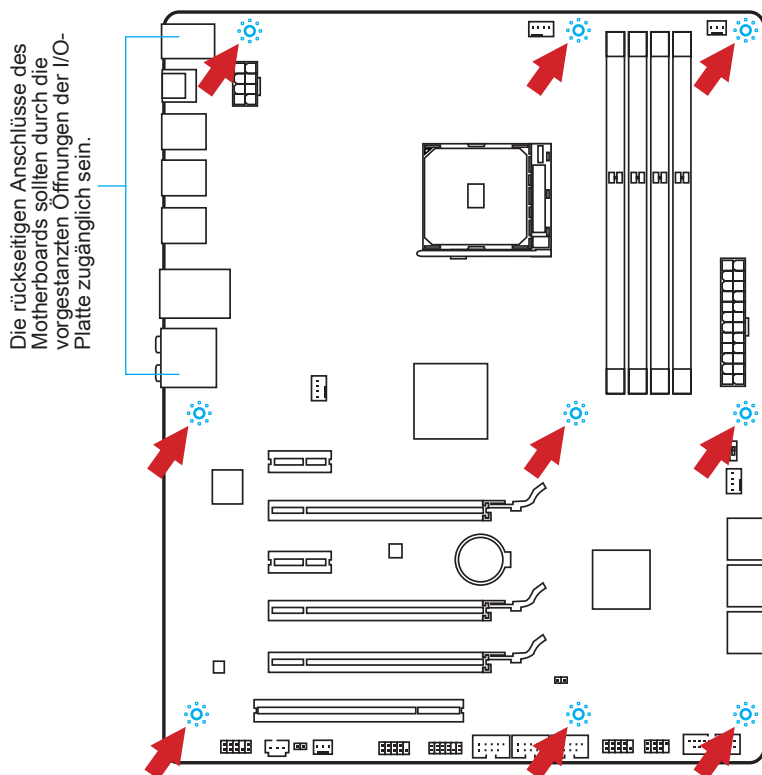 Die rückseitigen Anschlüsse des
Motherboards sollten durch die
vorgestanzten Öffnungen der I/O-
Platte zugänglich sein.